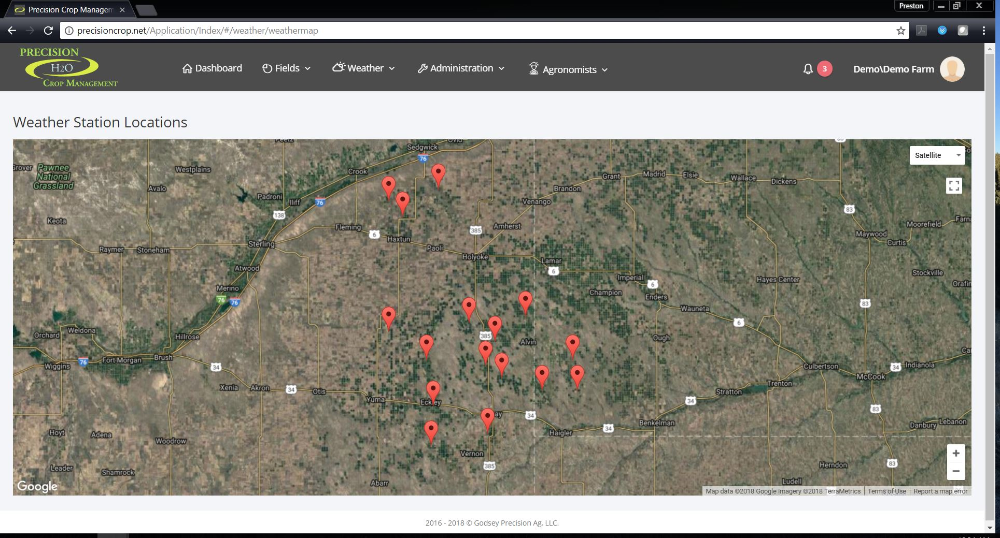 Precision Crop Managem
Preston
precisioncrop.net/Application/Index/#/weather/weathermap
PRECISION
H2O
CROP MANAGEMENT
Dashboard
Fields
Weather
Administration
Agronomists
3
Demo\Demo Farm
Weather Station Locations
Peetz
Ovid
Sedgwick
76
Satellite
Grover
Pawnee
National
Grassland
Westplains
Crook
Avalo
Padroni
Iliff
76
138
Grant
Madrid
Elsie
Wallace
Dickens
Brandon
Venango
83
Keota
Fleming
6
Haxtun
385
Amherst
Moorefield
Farn
Maywood
Curtis
Raymer
Stoneham
Sterling
Paoli
Holyoke
Lamar
6
Atwood
Imperial
6
Hayes Center
Stockville
Orafin
Merino
76
76
Champion
Enders
Wauneta
83
6
Orchard
Weldona
Hillrose
385
Alvin
Ough
Wiggins
76
Fort Morgan
Brush
34
Culbertson
34
Indianola
Ca
McCook
Xenia
Akron
34
Otis
Yuma
Eckley
Trenton
Stratton
34
83
ay
34
Benkelman
Haigler
34
Danbury
Lebanon
Hoyt
Adena
Woodrow
Vernon
385
Leader
Shamrock
Abarr
Herndon
83
Ludell
+
−
Google
Map data ©2018 Google Imagery ©2018 TerraMetrics
Terms of Use
Report a map error
2016 - 2018 © Godsey Precision Ag, LLC.